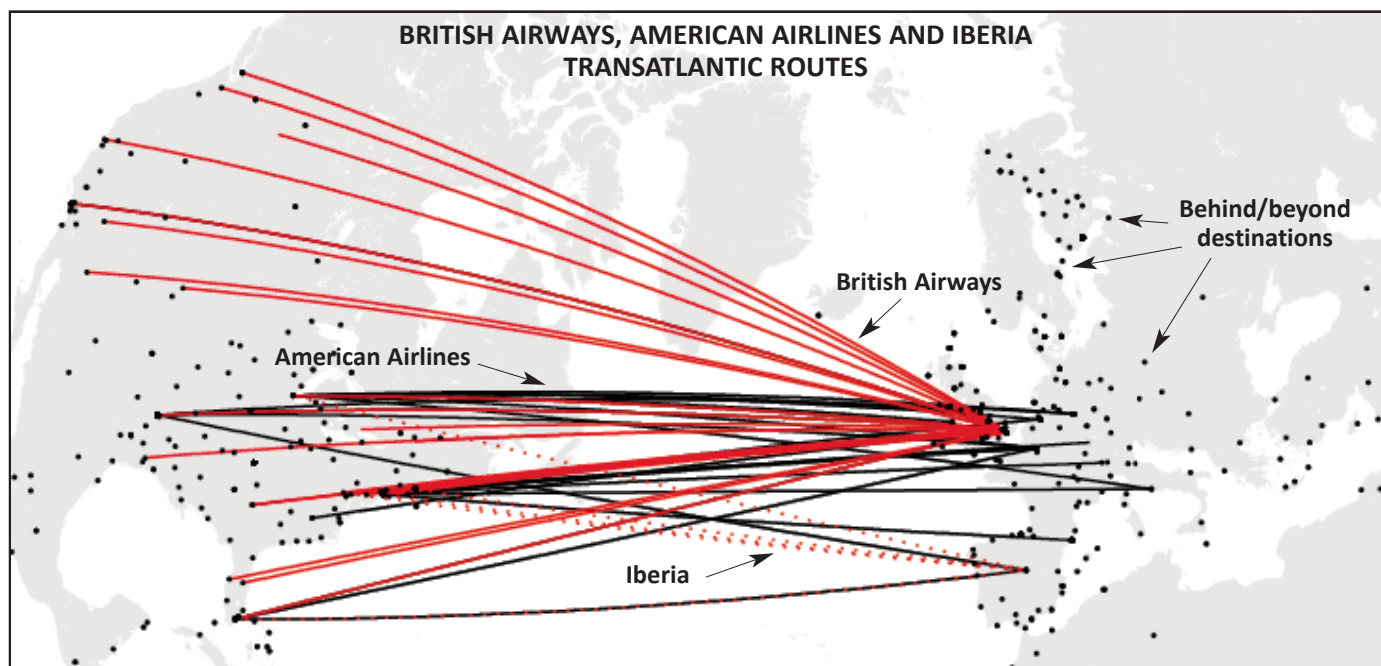 BRITISH AIRWAYS, AMERICAN AIRLINES AND IBERIA
TRANSATLANTIC ROUTES
Behind/beyond
destinations
British Airways
American Airlines
Iberia